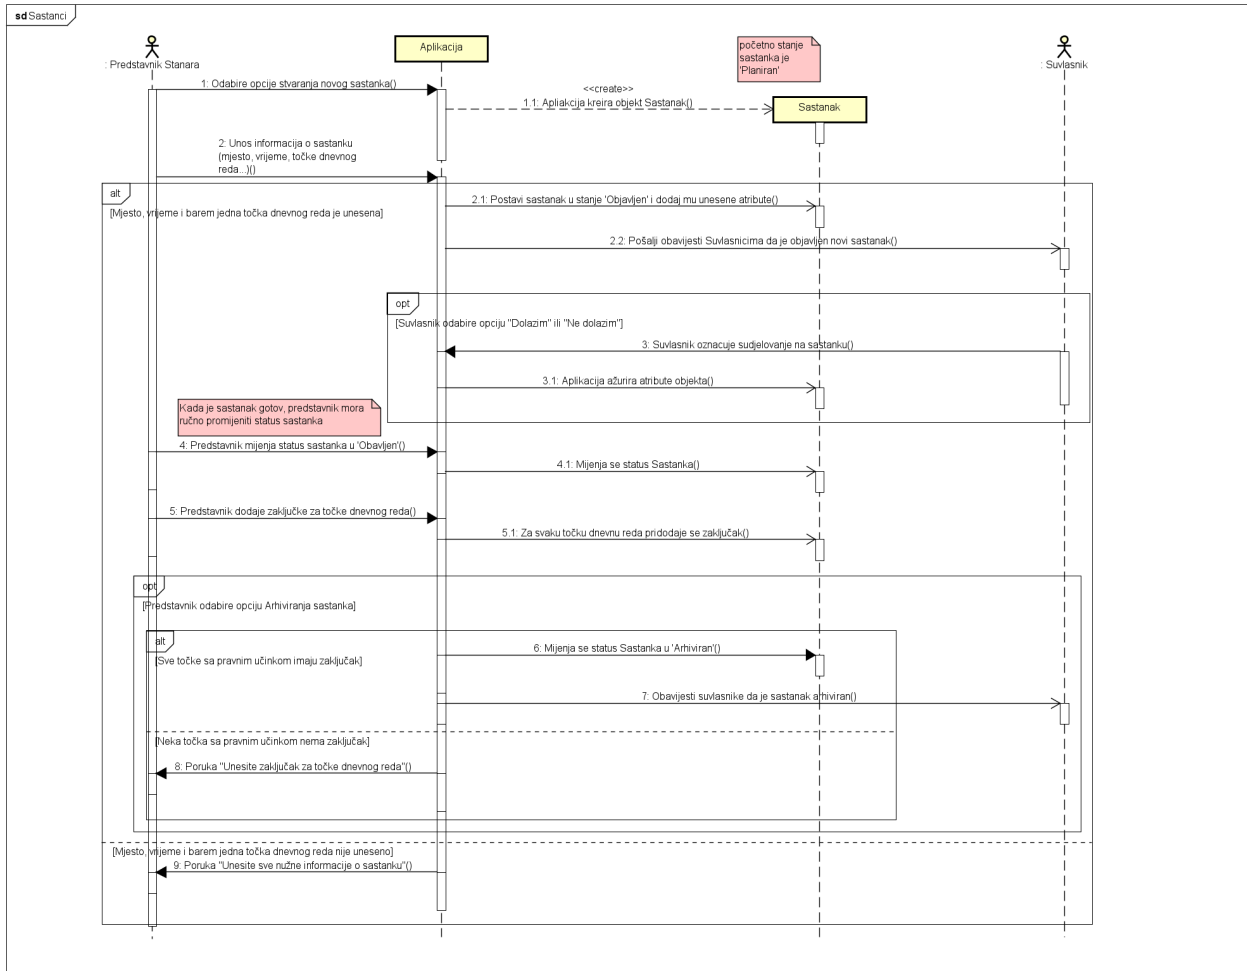 sd Sastanci
: Predstavnik Stanara
Aplikacija
početno stanje
sastanka je
'Planiran'
: Suvlasnik
1: Odabire opcije stvaranja novog sastanka()
<<create>>
1.1: Apliakcija kreira objekt Sastanak()
Sastanak
2: Unos informacija o sastanku
(mjesto, vrijeme, točke dnevnog
reda...)()
alt
[Mjesto, vrijeme i barem jedna točka dnevnog reda je unesena]
2.1: Postavi sastanak u stanje 'Objavljen' i dodaj mu unesene atribute()
2.2: Pošalji obavijesti Suvlasnicima da je objavljen novi sastanak()
opt
[Suvlasnik odabire opciju "Dolazim" ili "Ne dolazim"]
3: Suvlasnik oznacuje sudjelovanje na sastanku()
3.1: Aplikacija ažurira atribute objekta()
Kada je sastanak gotov, predstavnik mora
ručno promijeniti status sastanka
4: Predstavnik mijenja status sastanka u 'Obavljen'()
4.1: Mijenja se status Sastanka()
5: Predstavnik dodaje zaključke za točke dnevnog reda()
5.1: Za svaku točku dnevnu reda pridodaje se zaključak()
opt
[Predstavnik odabire opciju Arhiviranja sastanka]
alt
[Sve točke sa pravnim učinkom imaju zaključak]
6: Mijenja se status Sastanka u 'Arhiviran'()
7: Obavijesti suvlasnike da je sastanak arhiviran()
[Neka točka sa pravnim učinkom nema zaključak]
8: Poruka "Unesite zaključak za točke dnevnog reda"()
[Mjesto, vrijeme i barem jedna točka dnevnog reda nije uneseno]
9: Poruka "Unesite sve nužne informacije o sastanku"()